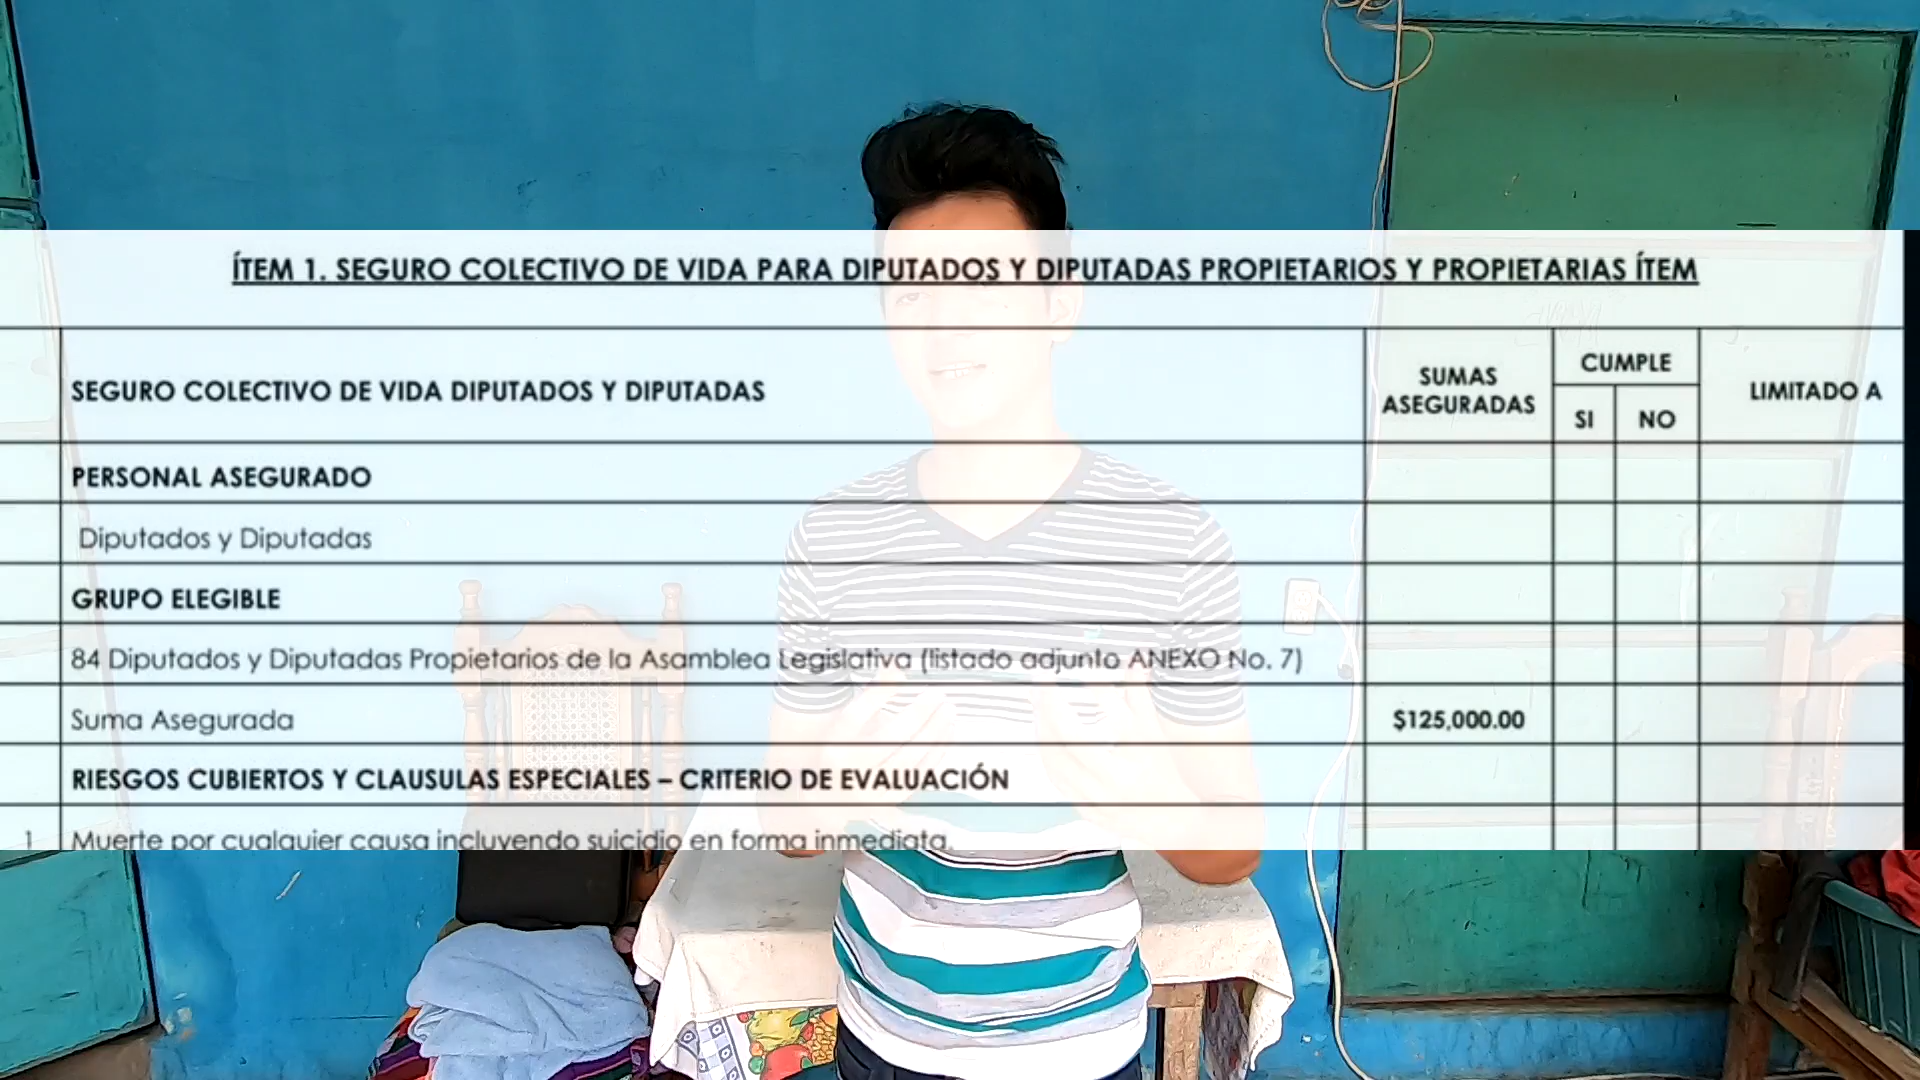 ÍTEM 1. SEGURO COLECTIVO DE VIDA PARA DIPUTADOS Y DIPUTADAS PROPIETARIOS Y PROPIETARIAS ÍTEM
SEGURO COLECTIVO DE VIDA DIPUTADOS Y DIPUTADAS
SUMAS
ASEGURADAS
CUMPLE
SI
NO
LIMITADO A
PERSONAL ASEGURADO
Diputados y Diputadas
GRUPO ELEGIBLE
84 Diputados y Diputadas Propietarios de la Asamblea Legislativa (listado adjunto ANEXO No. 7)
Suma Asegurada
$125,000.00
RIESGOS CUBIERTOS Y CLAUSULAS ESPECIALES – CRITERIO DE EVALUACIÓN
1
Muerte por cualquier causa incluyendo suicidio en forma inmediata.